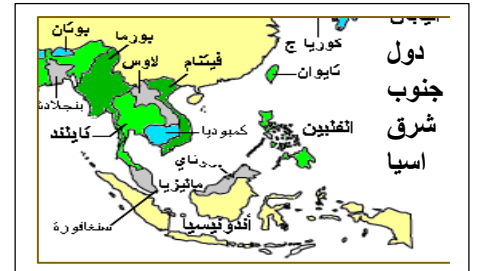 دول
جنوب
شرق
اسيا
بوتان
بورما
لاوس
فيتنام
كوريا ج
تايوان
بنجلادش
تايلند
كمبوديا
الفلبين
ماليزيا
سنغافورة
أندونيسيا